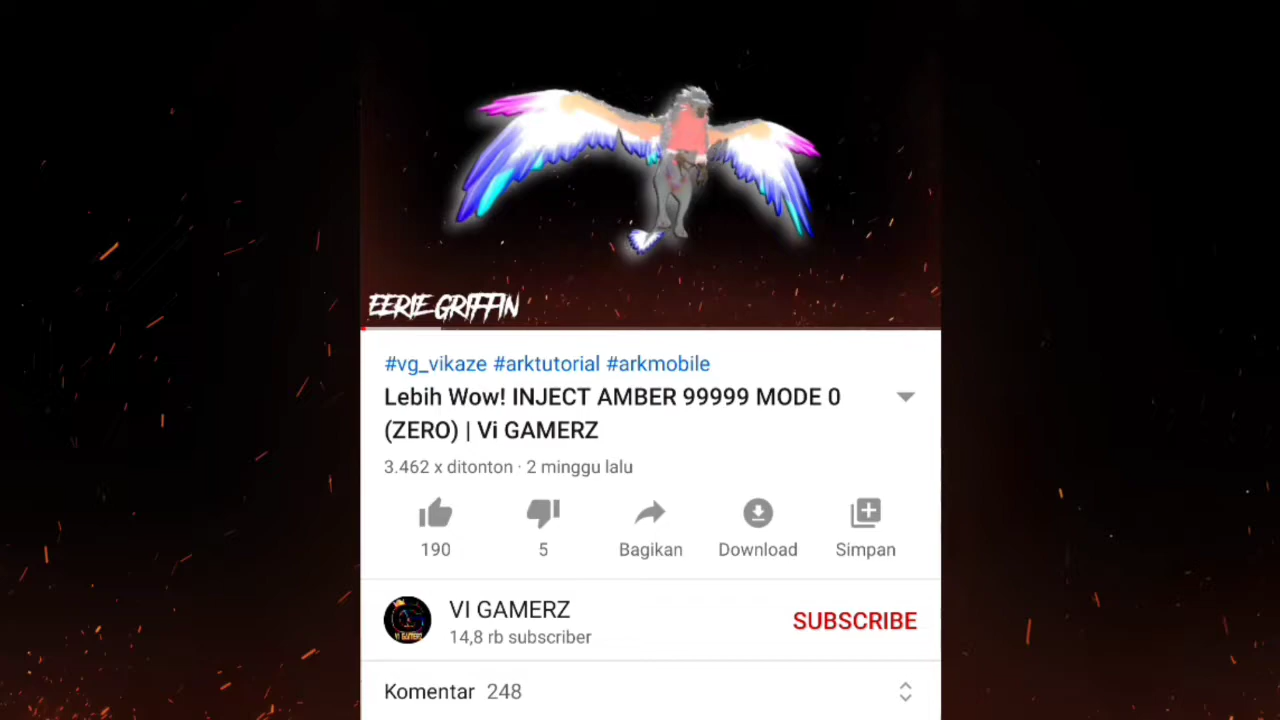 EERIE GRIFFIN
#vg_vikaze #arktutorial #arkmobile
Lebih Wow! INJECT AMBER 99999 MODE 0
(ZERO) | Vi GAMERZ
3.462 x ditonton · 2 minggu lalu
190
5
Bagikan
Download
Simpan
VI GAMERZ
14,8 rb subscriber
SUBSCRIBE
Komentar 248